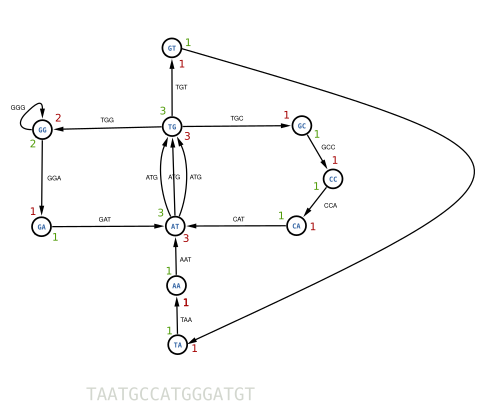 GT 1
1
TGT
GGG
2
GG
2
TGG
3
TG
3
TGC
1
GC
1
GCC
1
CC
1
CCA
GGA
ATG ATG ATG
1
GA
1
GAT
3
AT
3
CAT
1
CA
1
AAT
1
AA
1
TAA
1
TA
1
TAATGCCATGGGATGT